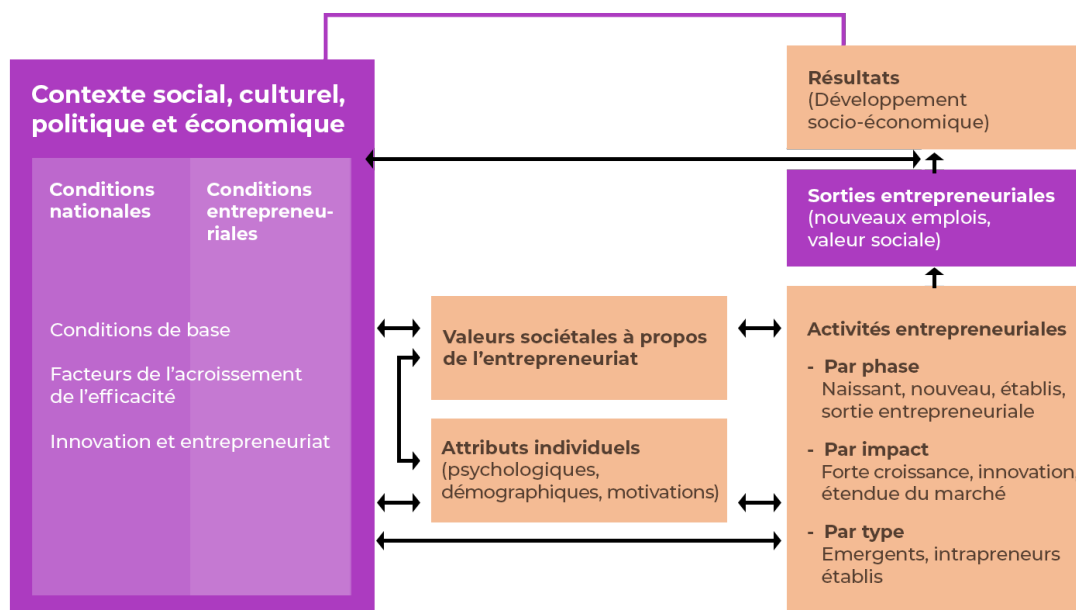 Contexte social, culturel,
politique et économique
Conditions
nationales
Conditions
entrepreneu-
riales
Conditions de base
Facteurs de l'acroissement
de l'efficacité
Innovation et entrepreneuriat
Valeurs sociétales à propos
de l'entrepreneuriat
Attributs individuels
(psychologiques,
démographiques, motivations)
Résultats
(Développement
socio-économique)
Sorties entrepreneuriales
(nouveaux emplois,
valeur sociale)
Activités entrepreneuriales
- Par phase
Naissant, nouveau, établis,
sortie entrepreneuriale
- Par impact
Forte croissance, innovation,
étendue du marché
- Par type
Emergents, intrapreneurs
établis